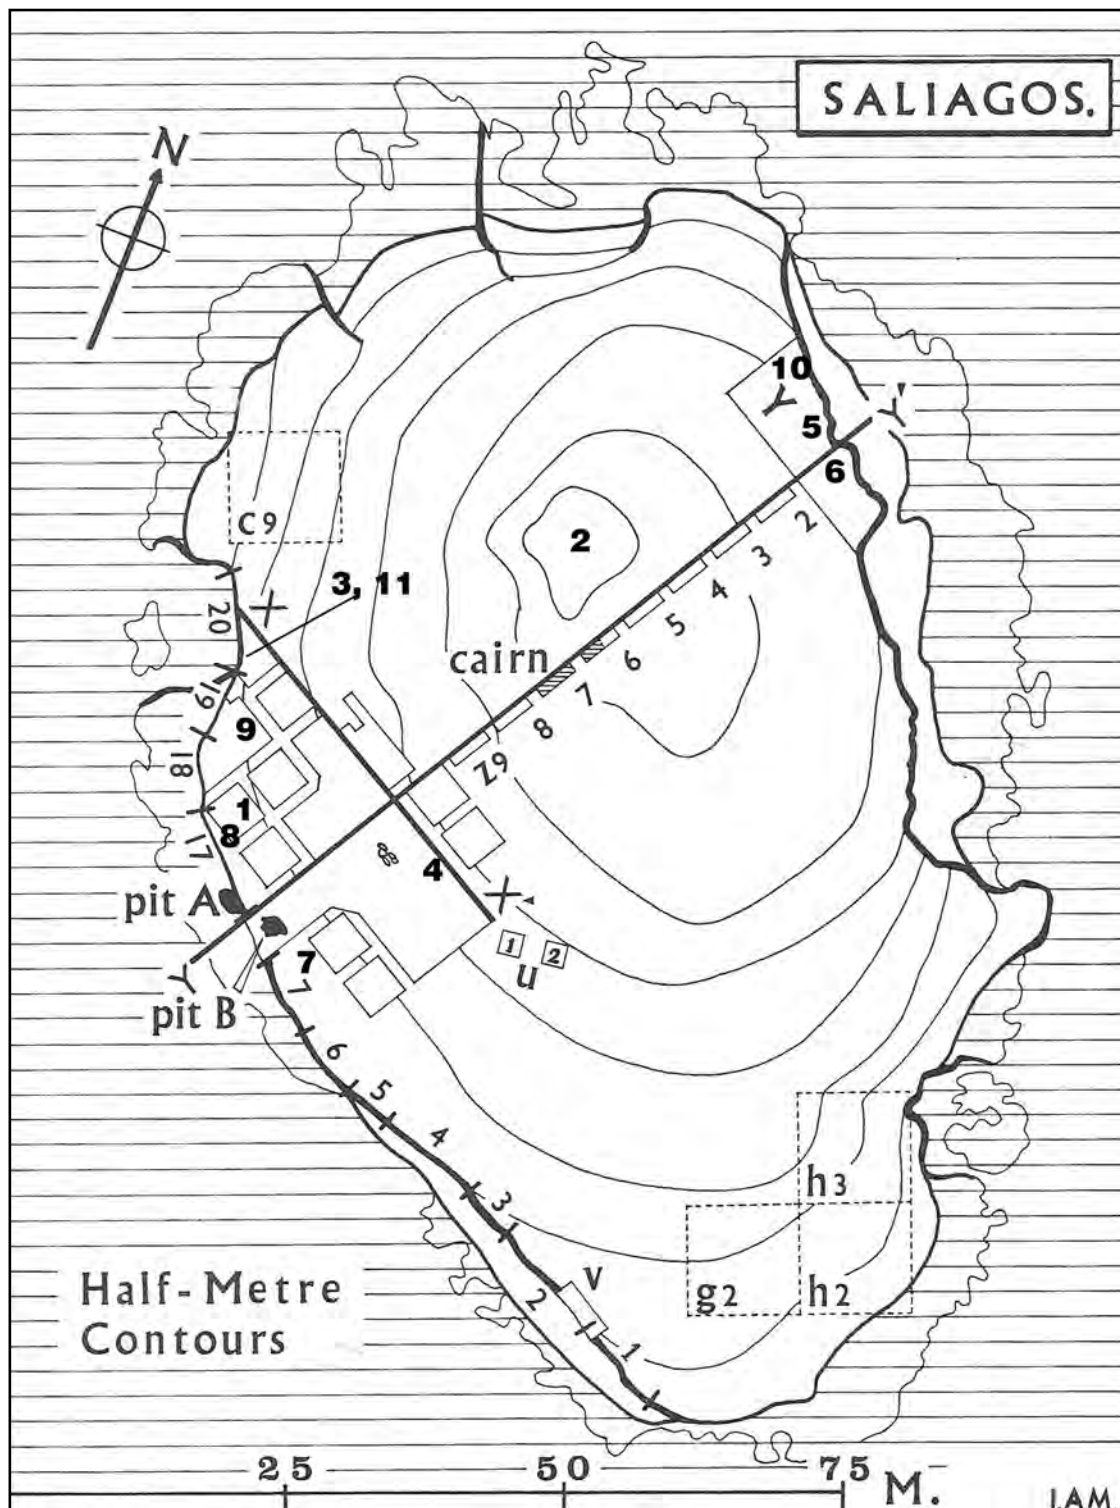 SALIAGOS.
N
10
Y
Y'
5
6
2
c9
2
3
3, 11
4
20
X
5
cairn
6
7
19
9
8
Z9
18
1
8
17
4
pit A
X'
1
2
u
7
Y
7
pit B
6
5
4
h3
3
V
g2
h2
Half-Metre
Contours
2
1
25
50
75
M.
J.A.M